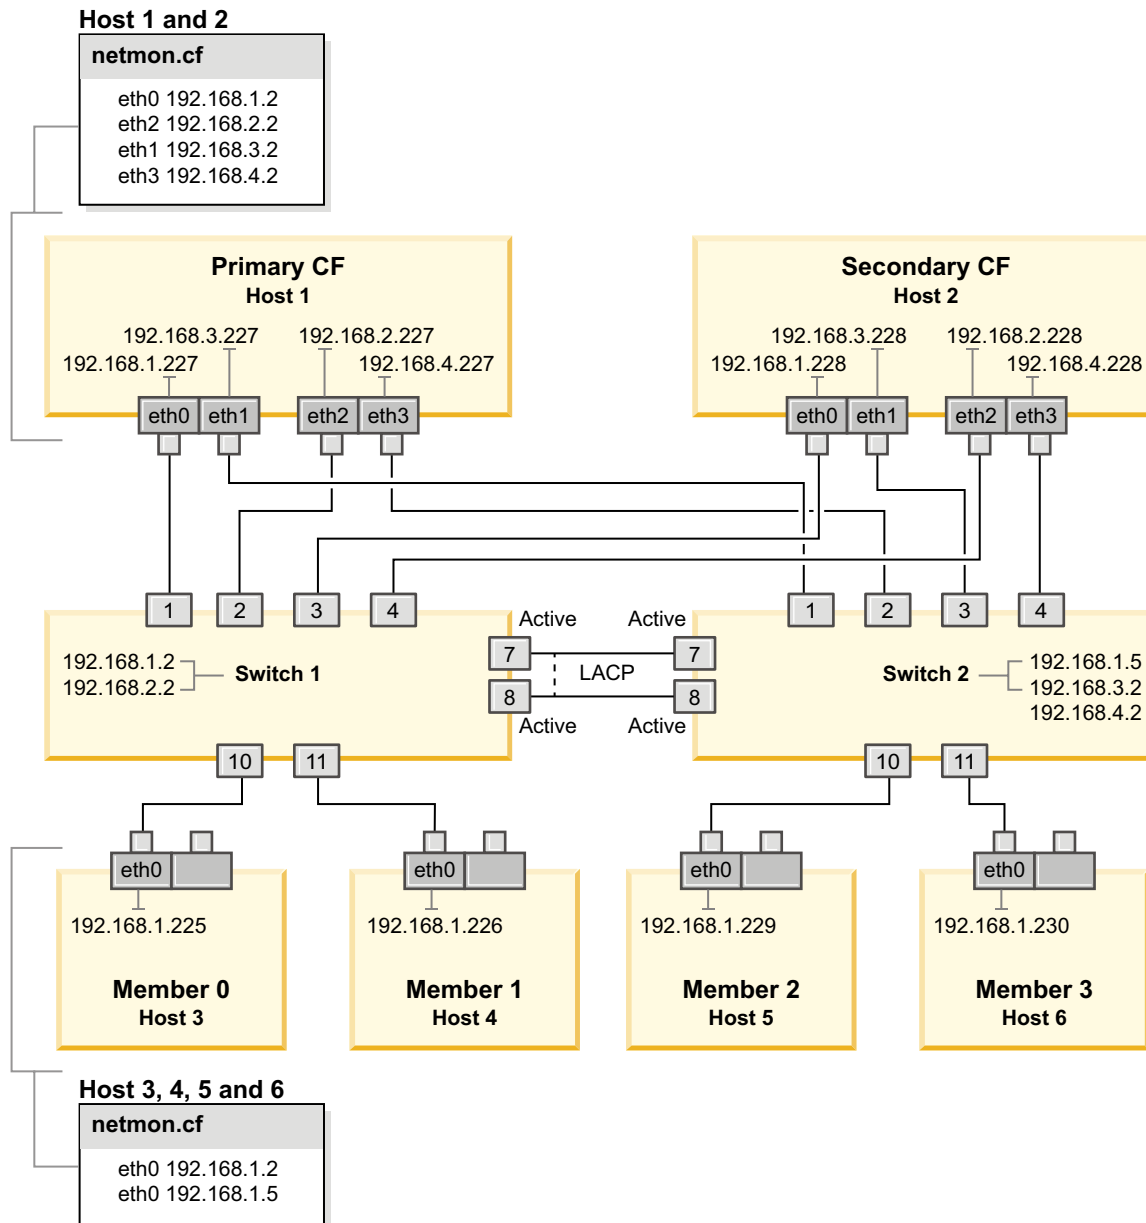 Host 1 and 2
netmon.cf
eth0 192.168.1.2
eth2 192.168.2.2
eth1 192.168.3.2
eth3 192.168.4.2
Primary CF
Host 1
192.168.3.227 192.168.2.227
192.168.1.227 192.168.4.227
eth0 eth1 eth2 eth3
Secondary CF
Host 2
192.168.3.228 192.168.2.228
192.168.1.228 192.168.4.228
eth0 eth1 eth2 eth3
1 2 3 4
1 2 3 4
Active Active
7 7
LACP
8 8
Active Active
192.168.1.2
192.168.2.2
Switch 1
Switch 2
192.168.1.5
192.168.3.2
192.168.4.2
10 11
10 11
eth0
192.168.1.225
Member 0
Host 3
eth0
192.168.1.226
Member 1
Host 4
eth0
192.168.1.229
Member 2
Host 5
eth0
192.168.1.230
Member 3
Host 6
Host 3, 4, 5 and 6
netmon.cf
eth0 192.168.1.2
eth0 192.168.1.5